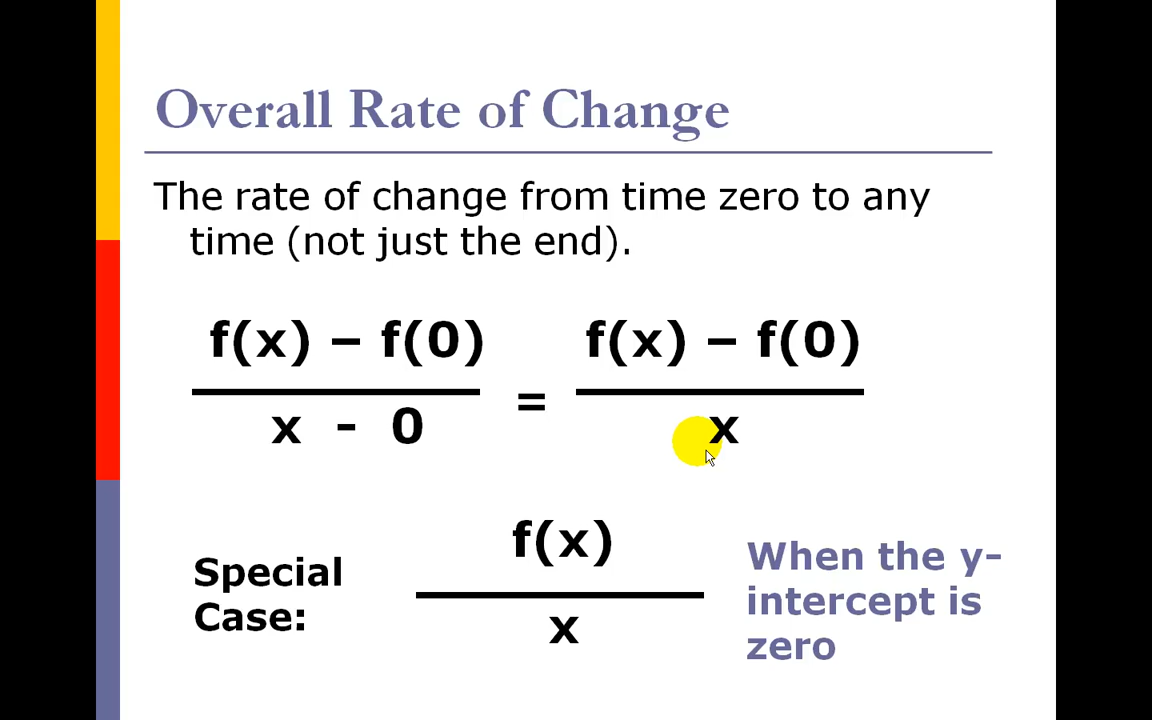 Overall Rate of Change
The rate of change from time zero to any
time (not just the end).
f(x) – f(0)
x - 0
=
f(x) – f(0)
x
Special
Case:
f(x)
x
When the y-
intercept is
zero